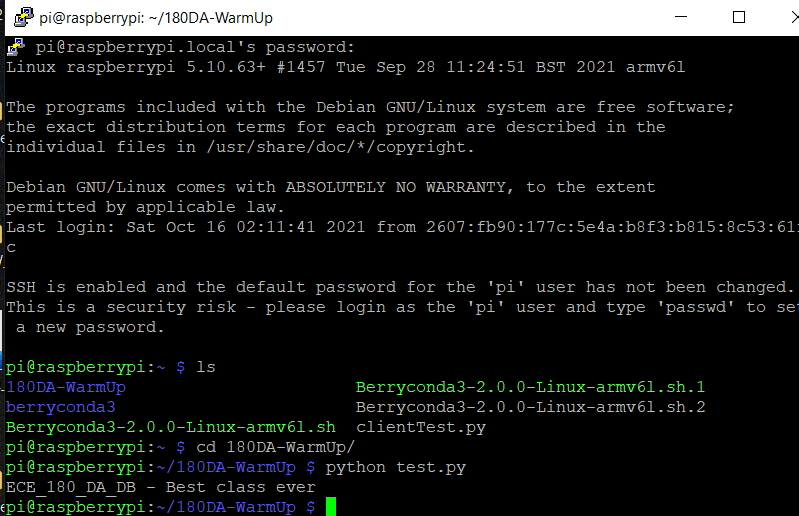 pi@raspberrypi: ~/180DA-WarmUp
pi@raspberrypi.local's password:
Linux raspberrypi 5.10.63+ #1457 Tue Sep 28 11:24:51 BST 2021 armv6l
The programs included with the Debian GNU/Linux system are free software;
the exact distribution terms for each program are described in the
individual files in /usr/share/doc/*/copyright.
Debian GNU/Linux comes with ABSOLUTELY NO WARRANTY, to the extent
permitted by applicable law.
Last login: Sat Oct 16 02:11:41 2021 from 2607:fb90:177c:5e4a:b8f3:b815:8c53:61
c
SSH is enabled and the default password for the 'pi' user has not been changed.
This is a security risk - please login as the 'pi' user and type 'passwd' to set
a new password.
pi@raspberrypi:~ $ ls
180DA-WarmUp Berryconda3-2.0.0-Linux-armv6l.sh.1
berryconda3 Berryconda3-2.0.0-Linux-armv6l.sh.2
Berryconda3-2.0.0-Linux-armv6l.sh clientTest.py
pi@raspberrypi:~ $ cd 180DA-WarmUp/
pi@raspberrypi:~/180DA-WarmUp $ python test.py
ECE_180_DA_DB - Best class ever
pi@raspberrypi:~/180DA-WarmUp $